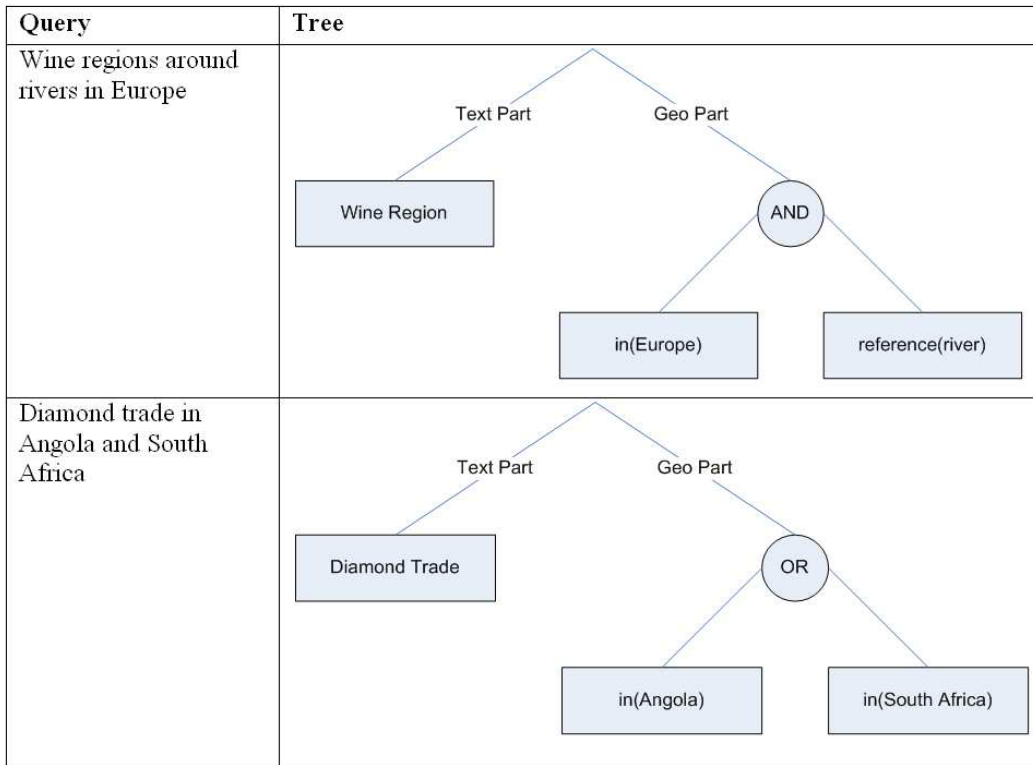 Query
Tree
Wine regions around
rivers in Europe
Text Part
Geo Part
Wine Region
AND
in(Europe)
reference(river)
Diamond trade in
Angola and South
Africa
Text Part
Geo Part
Diamond Trade
OR
in(Angola)
in(South Africa)